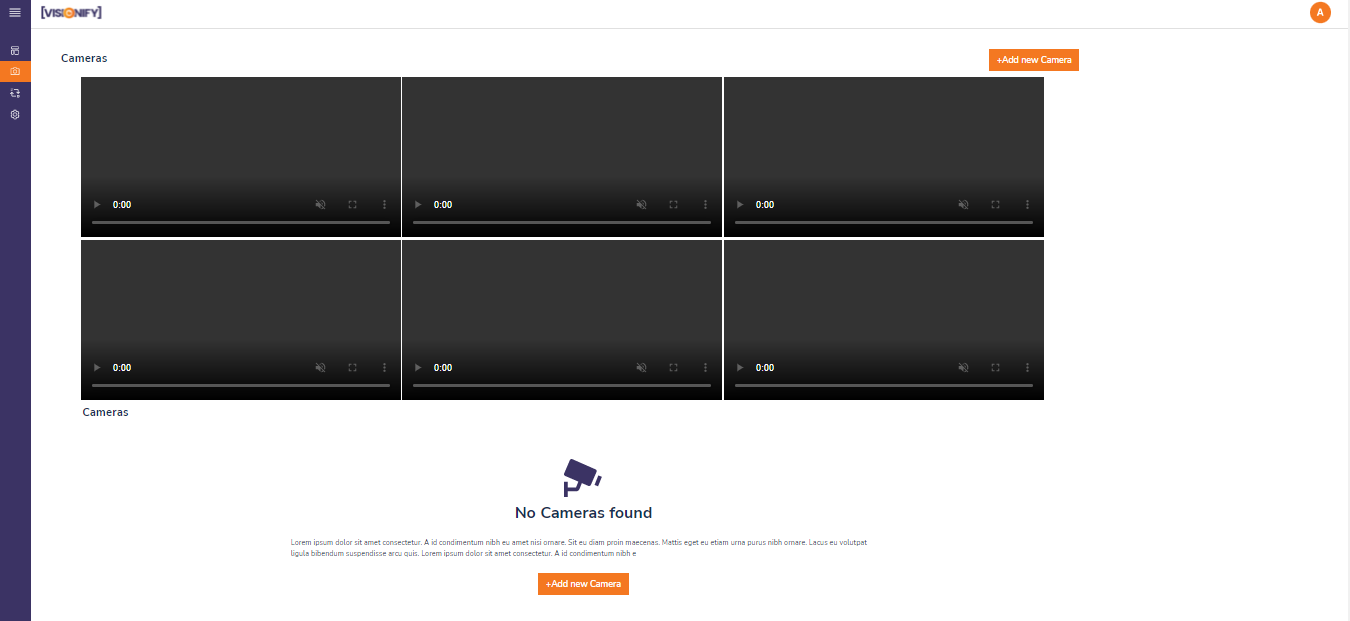 [VISIONIFY]
A
Cameras
+Add new Camera
0:00
0:00
0:00
0:00
0:00
0:00
Cameras
No Cameras found
Lorem ipsum dolor sit amet consectetur. A id condimentum nibh eu amet nisi ornare. Sit eu diam proin maecenas. Mattis eget eu etiam urna purus nibh ornare. Lacus eu volutpat
ligula bibendum suspendisse arcu quis. Lorem ipsum dolor sit amet consectetur. A id condimentum nibh e
+Add new Camera